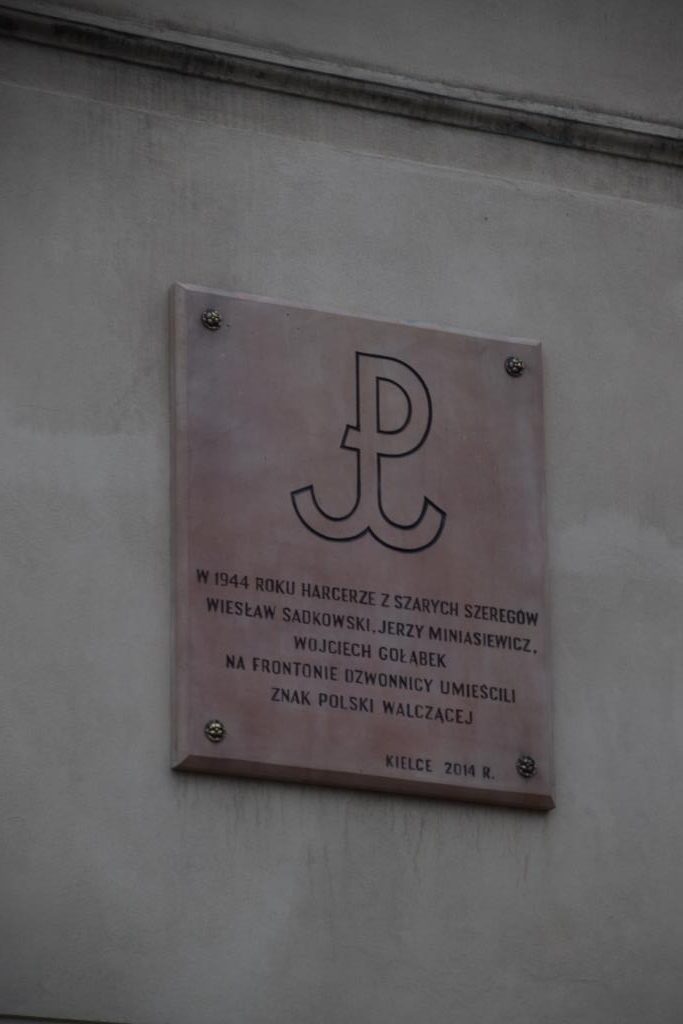 W 1944 ROKU HARCERZE Z SZARYCH SZEREGÓW
WIESŁAW SADKOWSKI, JERZY MINIASIEWICZ,
WOJCIECH GOŁĄBEK
NA FRONTONIE DZWONNICY UMIEŚCILI
ZNAK POLSKI WALCZĄCEJ
KIELCE 2014 R.